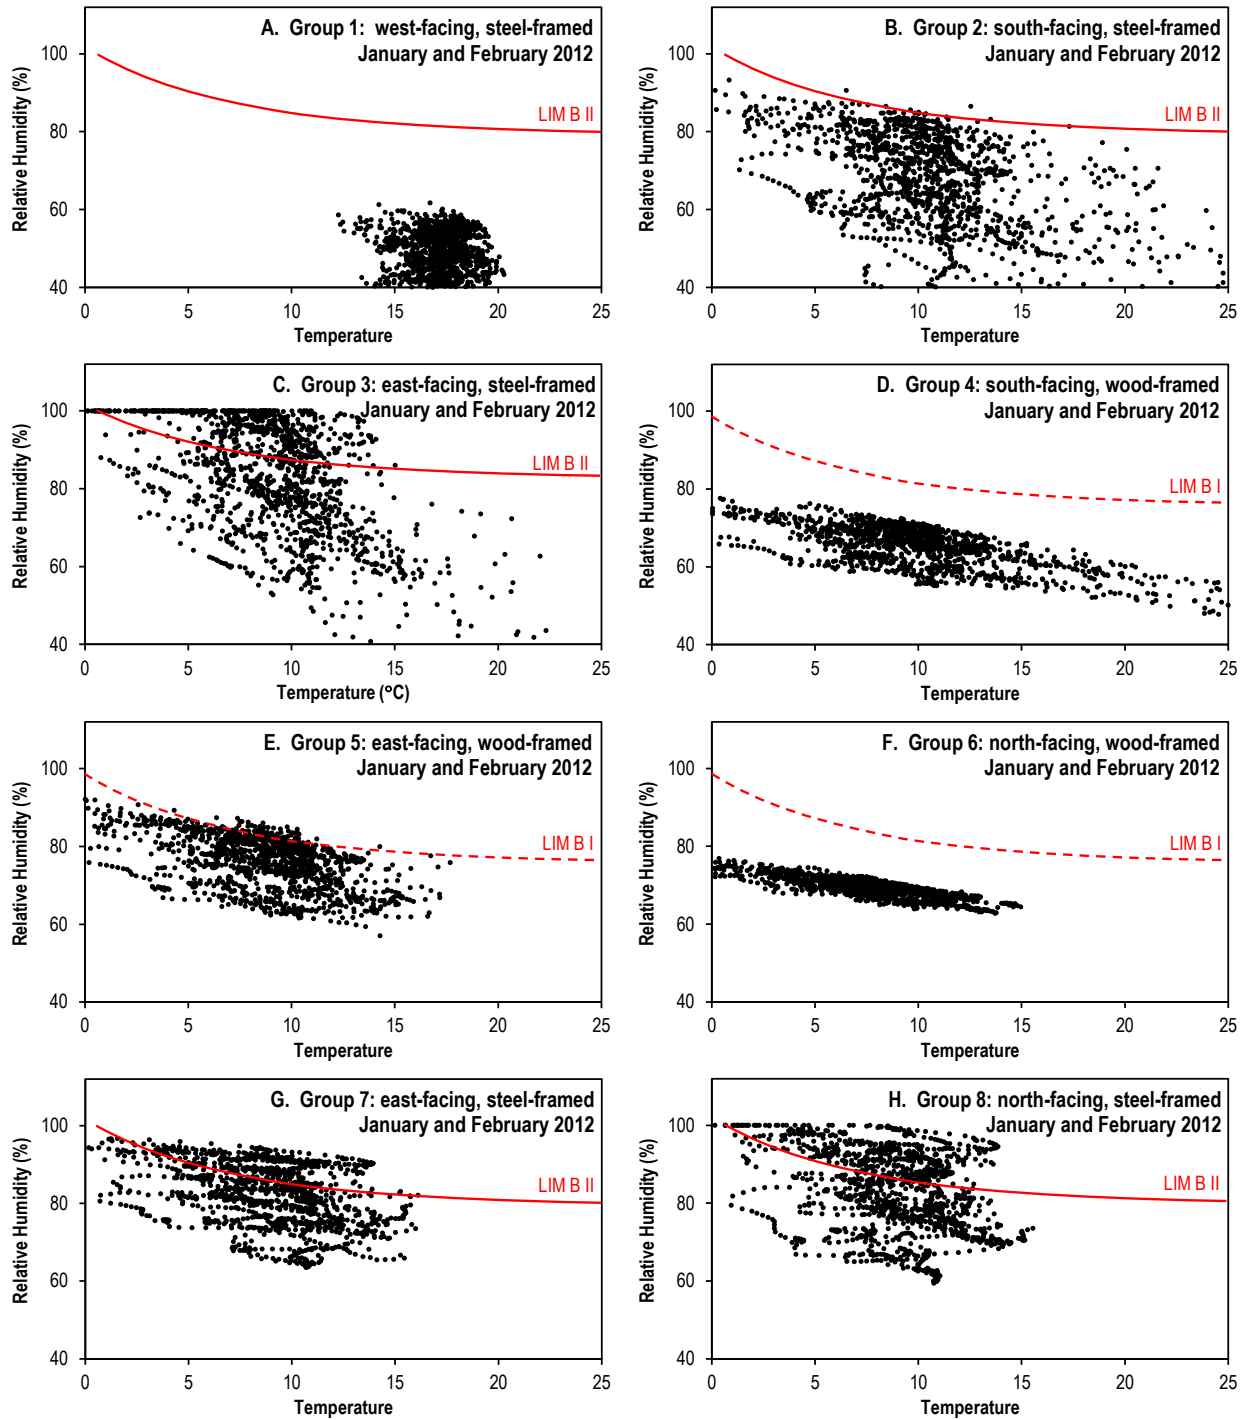 A. Group 1: west-facing, steel-framed
January and February 2012
LIM B II
Relative Humidity (%)
100
80
60
40
0 5 10 15 20 25
Temperature
B. Group 2: south-facing, steel-framed
January and February 2012
LIM B II
Relative Humidity (%)
100
80
60
40
0 5 10 15 20 25
Temperature
C. Group 3: east-facing, steel-framed
January and February 2012
LIM B II
Relative Humidity (%)
100
80
60
40
0 5 10 15 20 25
Temperature (°C)
D. Group 4: south-facing, wood-framed
January and February 2012
LIM B I
Relative Humidity (%)
100
80
60
40
0 5 10 15 20 25
Temperature
E. Group 5: east-facing, wood-framed
January and February 2012
LIM B I
Relative Humidity (%)
100
80
60
40
0 5 10 15 20 25
Temperature
F. Group 6: north-facing, wood-framed
January and February 2012
LIM B I
Relative Humidity (%)
100
80
60
40
0 5 10 15 20 25
Temperature
G. Group 7: east-facing, steel-framed
January and February 2012
LIM B II
Relative Humidity (%)
100
80
60
40
0 5 10 15 20 25
Temperature
H. Group 8: north-facing, steel-framed
January and February 2012
LIM B II
Relative Humidity (%)
100
80
60
40
0 5 10 15 20 25
Temperature